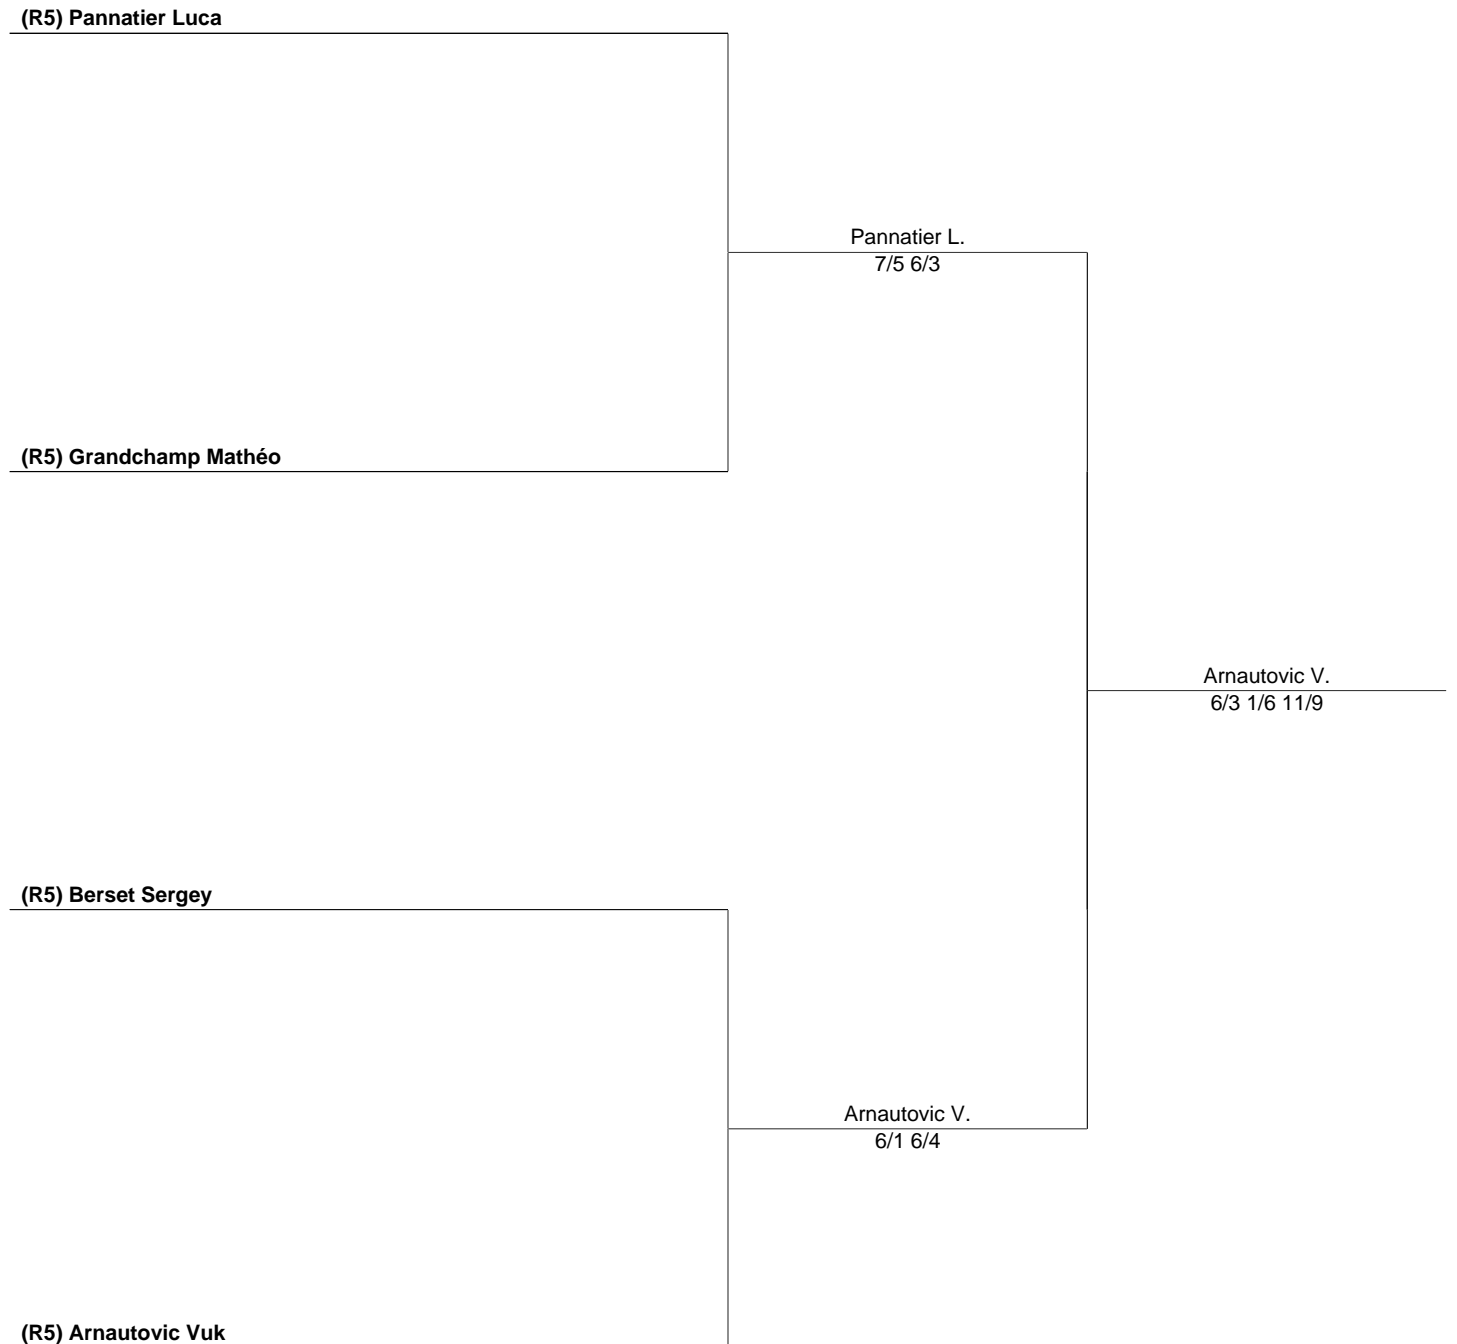 (R5) Pannatier Luca
Pannatier L.
7/5 6/3
(R5) Grandchamp Mathéo
Arnautovic V.
6/3 1/6 11/9
(R5) Berset Sergey
Arnautovic V.
6/1 6/4
(R5) Arnautovic Vuk